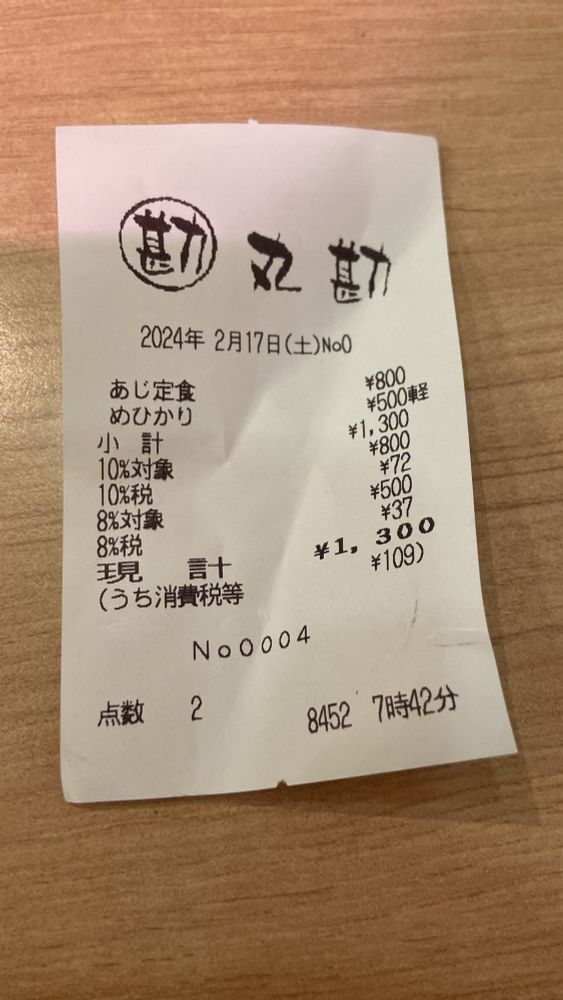 勘 丸勘
2024年 2月17日(土)No0
あじ定食 ¥800
めひかり ¥500軽
小 計 ¥1,300
10%対象 ¥800
10%税 ¥72
8%対象 ¥500
8%税 ¥37
現 計 ¥1,300
(うち消費税等 ¥109)
No0004
点数 2 8452 7時42分